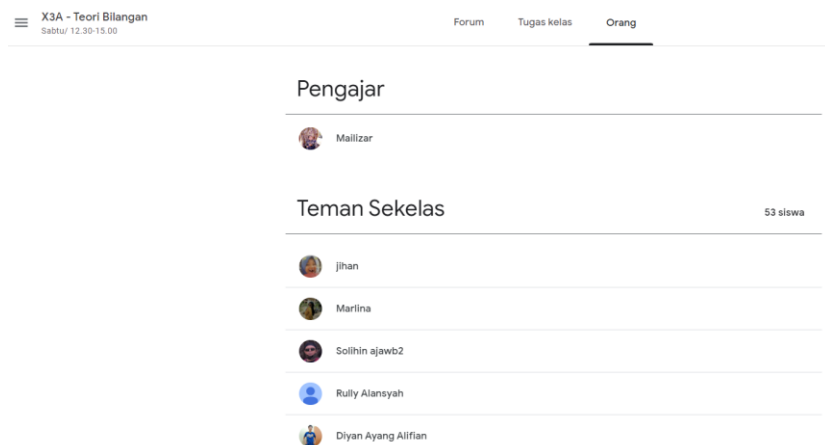 X3A - Teori Bilangan
Sabtu/ 12.30-15.00
Forum Tugas kelas Orang
Pengajar
Mailizar
Teman Sekelas 53 siswa
jihan
Marlina
Solihin ajawb2
Rully Alansyah
Diyan Ayang Alifian